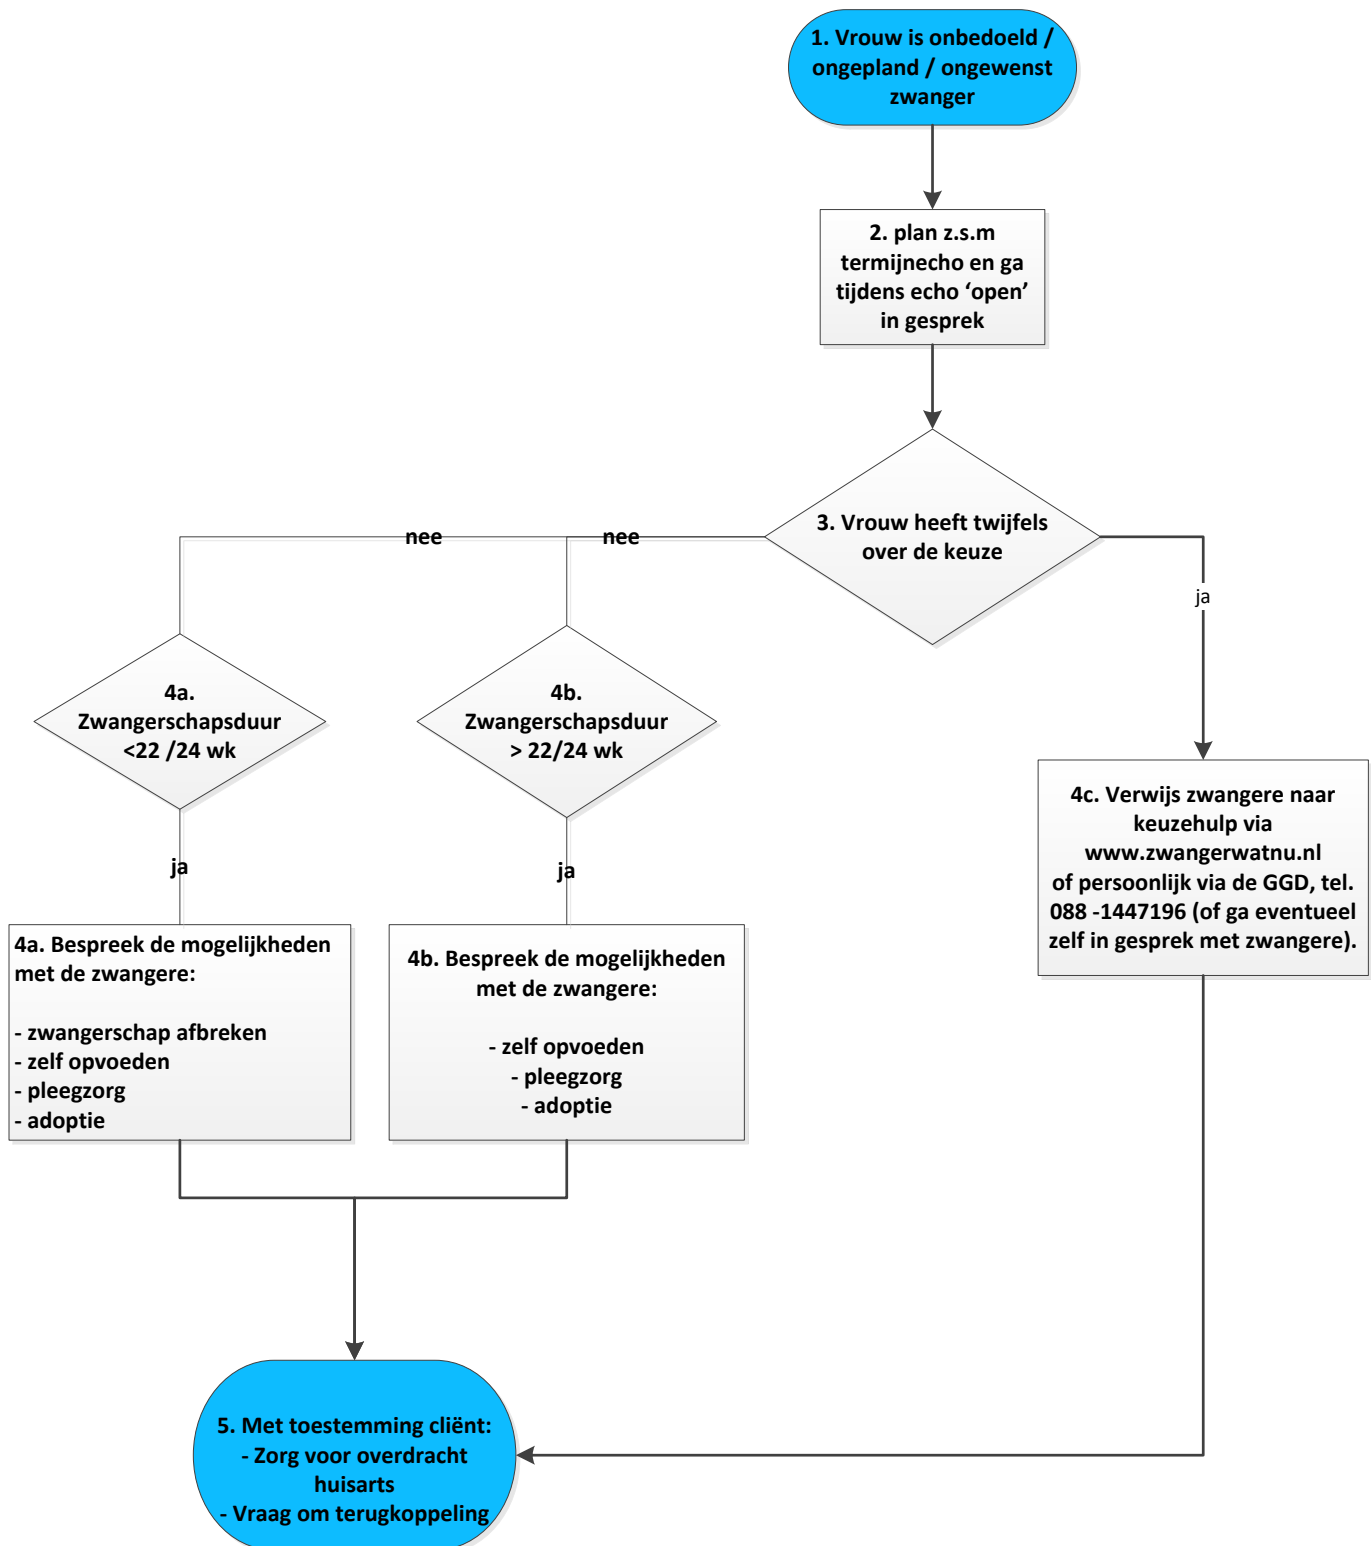 1. Vrouw is onbedoeld /
ongepland / ongewenst
zwanger
2. plan z.s.m
termijnecho en ga
tijdens echo ‘open’
in gesprek
3. Vrouw heeft twijfels
over de keuze
nee
nee
ja
4a.
Zwangerschapsduur
<22 /24 wk
4b.
Zwangerschapsduur
> 22/24 wk
4c. Verwijs zwangere naar
keuzehulp via
www.zwangerwatnu.nl
of persoonlijk via de GGD, tel.
088 -1447196 (of ga eventueel
zelf in gesprek met zwangere).
ja
ja
4a. Bespreek de mogelijkheden
met de zwangere:
- zwangerschap afbreken
- zelf opvoeden
- pleegzorg
- adoptie
4b. Bespreek de mogelijkheden
met de zwangere:
- zelf opvoeden
- pleegzorg
- adoptie
5. Met toestemming cliënt:
- Zorg voor overdracht
huisarts
- Vraag om terugkoppeling